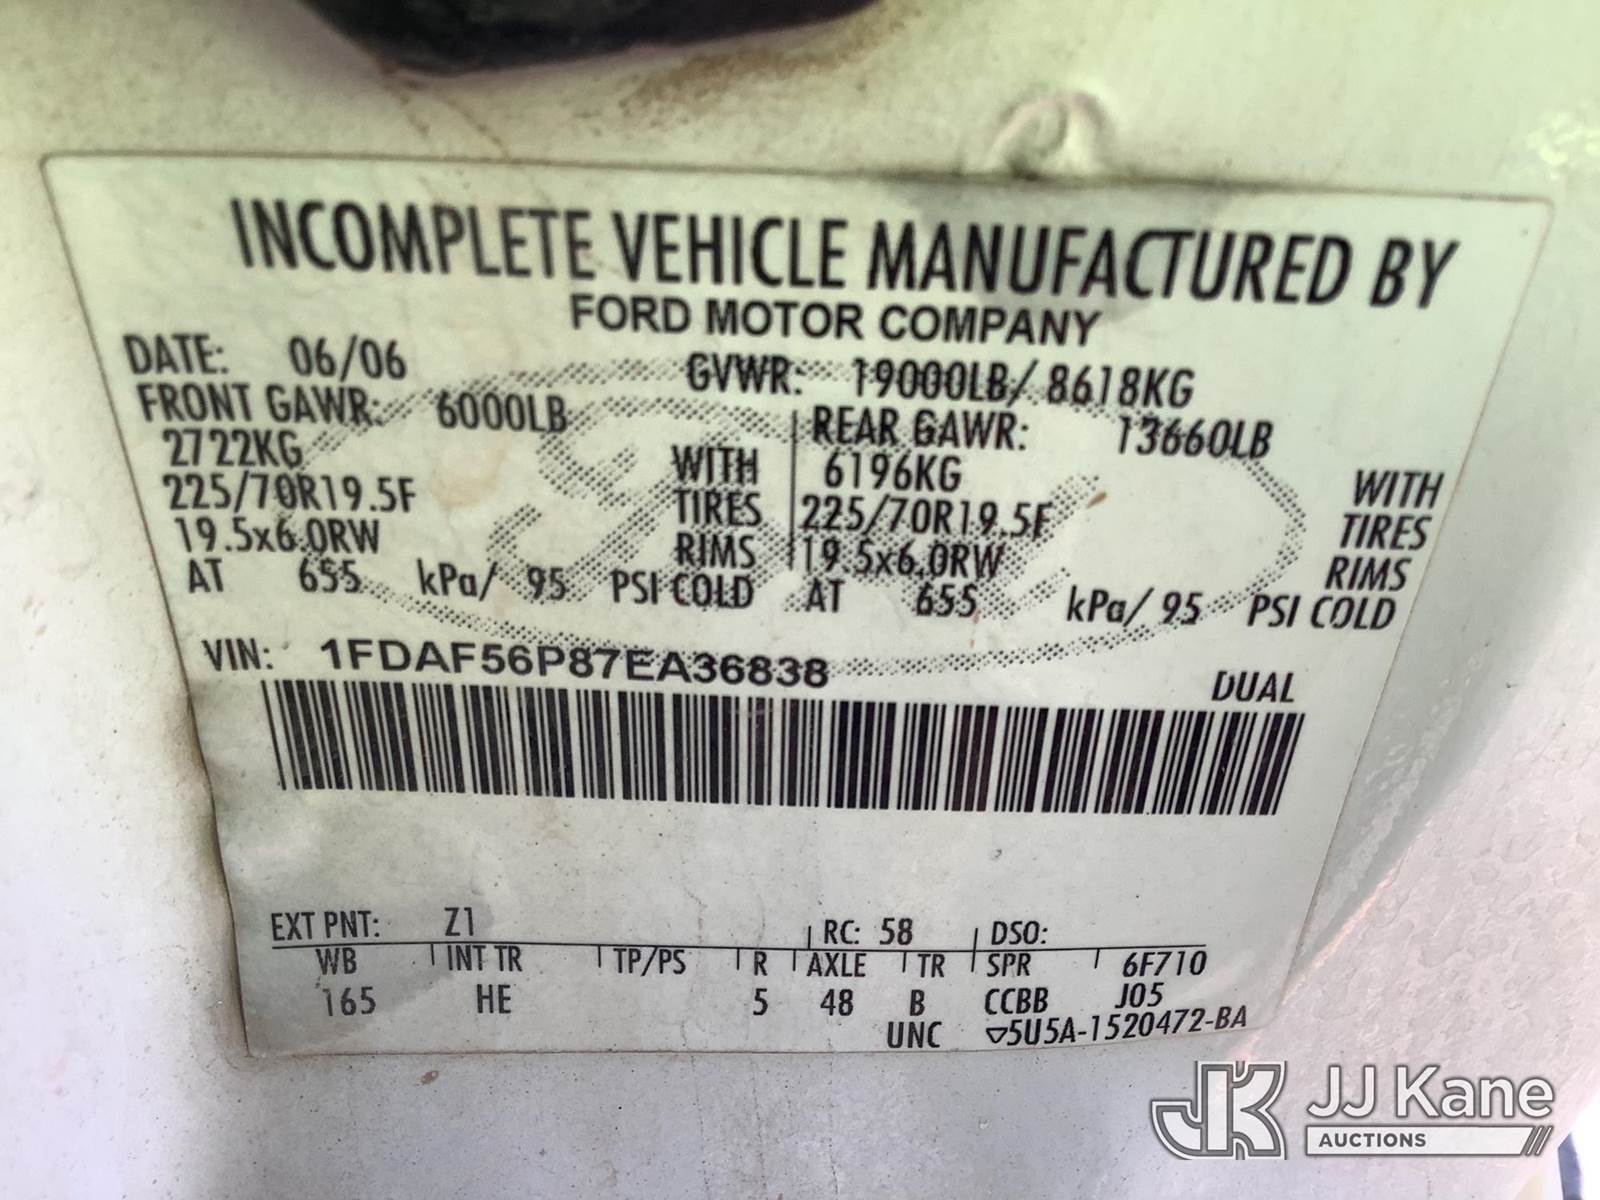 INCOMPLETE VEHICLE MANUFACTURED BY
FORD MOTOR COMPANY
DATE: 06/06 GVWR: 19000LB/ 8618KG
FRONT GAWR: 6000LB REAR GAWR: 13660LB
2722KG WITH 6196KG WITH
225/70R19.5F TIRES 225/70R19.5F TIRES
19.5x6.0RW RIMS 19.5x6.0RW RIMS
AT 655 kPa/ 95 PSI COLD AT 655 kPa/ 95 PSI COLD
VIN: 1FDAF56P87EA36838
DUAL
EXT PNT: Z1 RC: 58 DSO:
WB INT TR TP/PS R AXLE TR SPR 6F710
165 HE 5 48 B CCBB J05
UNC ▽5U5A-1520472-BA
JK JJ Kane
AUCTIONS